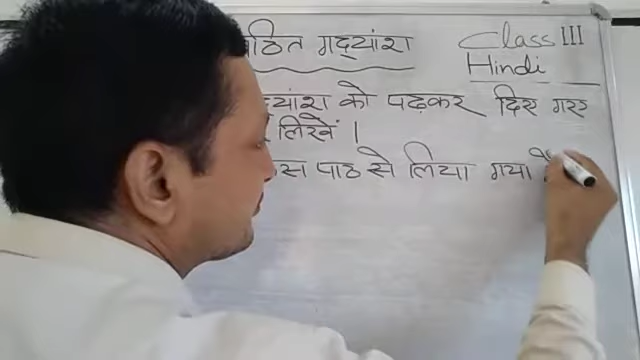 ठित गद्यांश
Class III
Hindi
द्यांश को पढ़कर दिए गए
लिखें ।
स पाठ से लिया गया